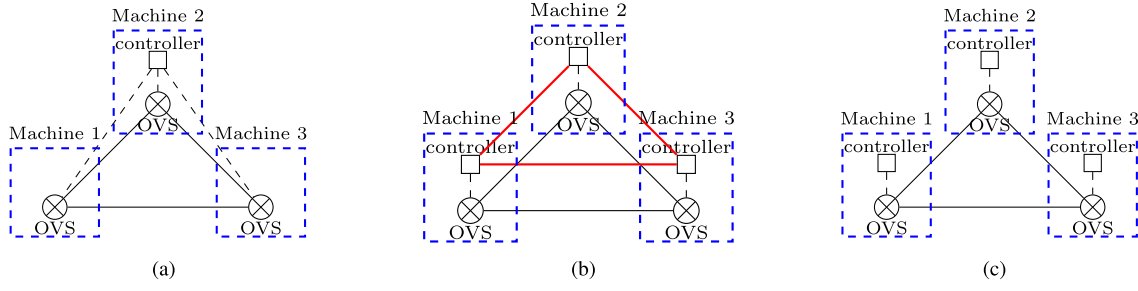 Machine 2
controller
OVS
Machine 1
Machine 3
OVS
OVS
(a)
Machine 2
controller
OVS
Machine 1
Machine 3
controller
controller
OVS
OVS
(b)
Machine 2
controller
OVS
Machine 1
Machine 3
controller
controller
OVS
OVS
(c)